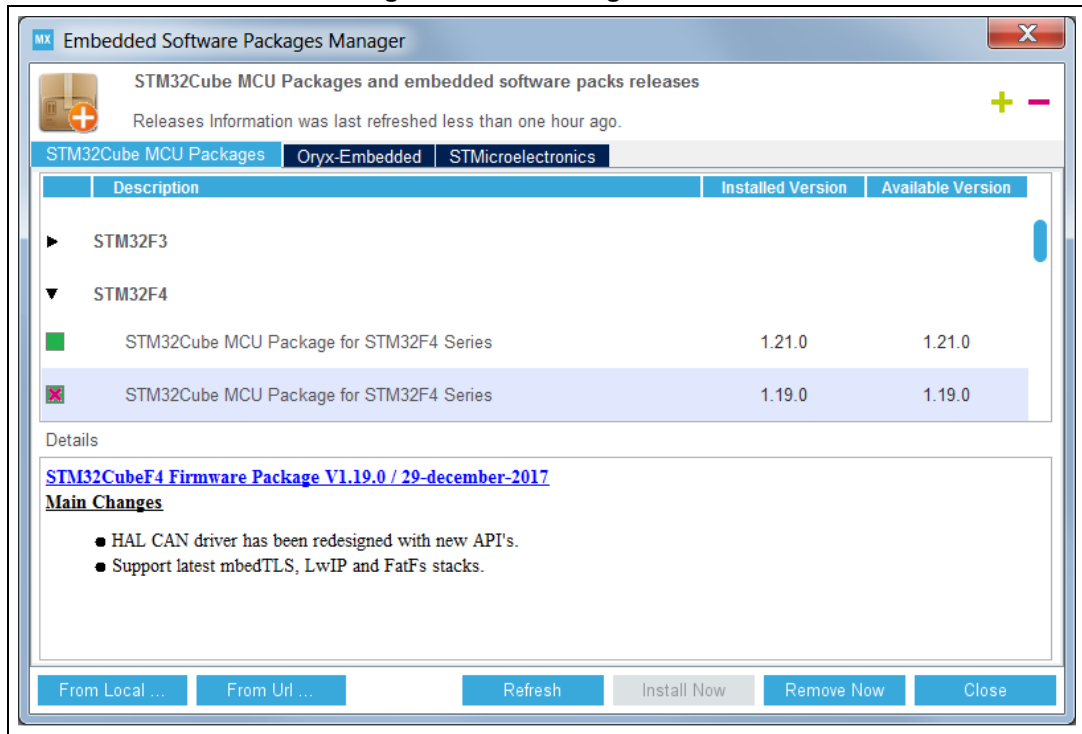 MX Embedded Software Packages Manager X
STM32Cube MCU Packages and embedded software packs releases
Releases Information was last refreshed less than one hour ago.
STM32Cube MCU Packages Oryx-Embedded STMicroelectronics
Description Installed Version Available Version
STM32F3
STM32F4
STM32Cube MCU Package for STM32F4 Series 1.21.0 1.21.0
STM32Cube MCU Package for STM32F4 Series 1.19.0 1.19.0
Details
STM32CubeF4 Firmware Package V1.19.0 / 29-december-2017
Main Changes
HAL CAN driver has been redesigned with new API's.
Support latest mbedTLS, LwIP and FatFs stacks.
From Local ... From Url ... Refresh Install Now Remove Now Close